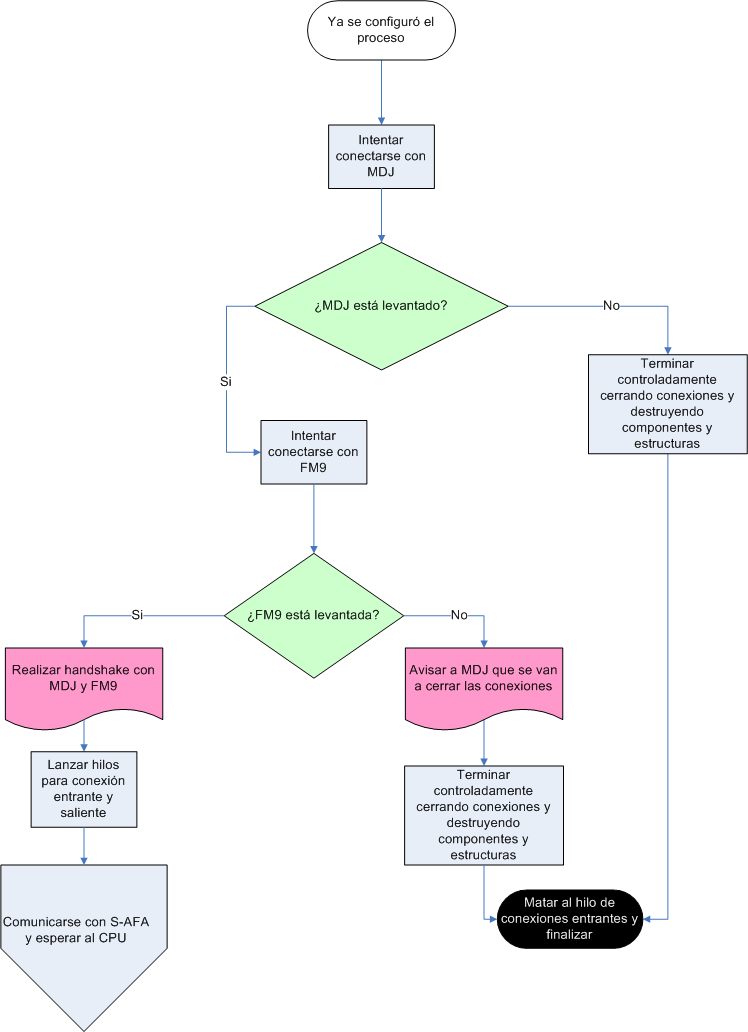 Ya se configuró el
proceso
Intentar
conectarse con
MDJ
¿MDJ está levantado?
No
Si
Terminar
controladamente
cerrando conexiones y
destruyendo
componentes y
estructuras
Intentar
conectarse con
FM9
¿FM9 está levantada?
Si
No
Realizar handshake con
MDJ y FM9
Avisar a MDJ que se van
a cerrar las conexiones
Lanzar hilos
para conexión
entrante y
saliente
Terminar
controladamente
cerrando conexiones y
destruyendo
componentes y
estructuras
Comunicarse con S-AFA
y esperar al CPU
Matar al hilo de
conexiones entrantes y
finalizar